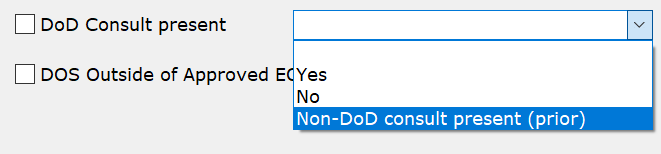 DoD Consult present
DOS Outside of Approved
Yes
No
Non-DoD consult present (prior)